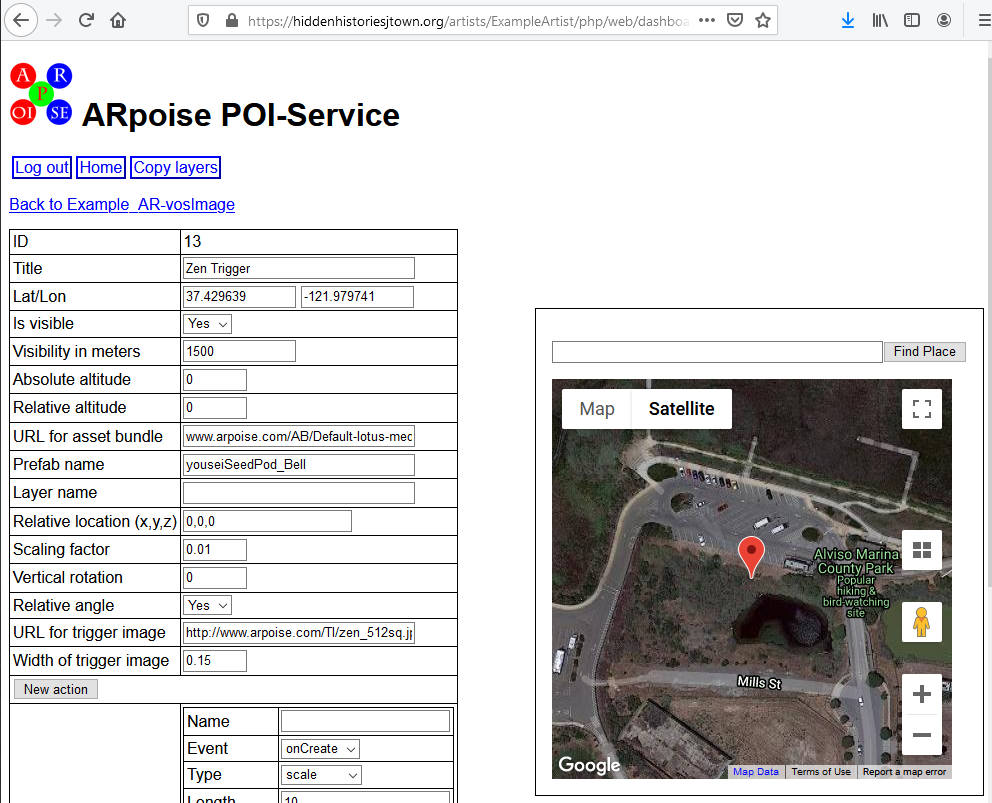 https://hiddenhistoriesjtown.org/artists/ExampleArtist/php/web/dashboa
A R
P
OI SE
ARpoise POI-Service
Log out Home Copy layers
Back to Example_AR-vosImage
ID 13
Title Zen Trigger
Lat/Lon 37.429639 -121.979741
Is visible Yes
Visibility in meters 1500
Absolute altitude 0
Relative altitude 0
URL for asset bundle www.arpoise.com/AB/Default-lotus-med
Prefab name youseiSeedPod_Bell
Layer name
Relative location (x,y,z) 0,0,0
Scaling factor 0.01
Vertical rotation 0
Relative angle Yes
URL for trigger image http://www.arpoise.com/TI/zen_512sq.jp
Width of trigger image 0.15
New action
Name
Event onCreate
Type scale
Length 10
Find Place
Map Satellite
Alviso Marina
County Park
Popular
hiking &
bird-watching
site
Mills St
Google
Map Data Terms of Use Report a map error